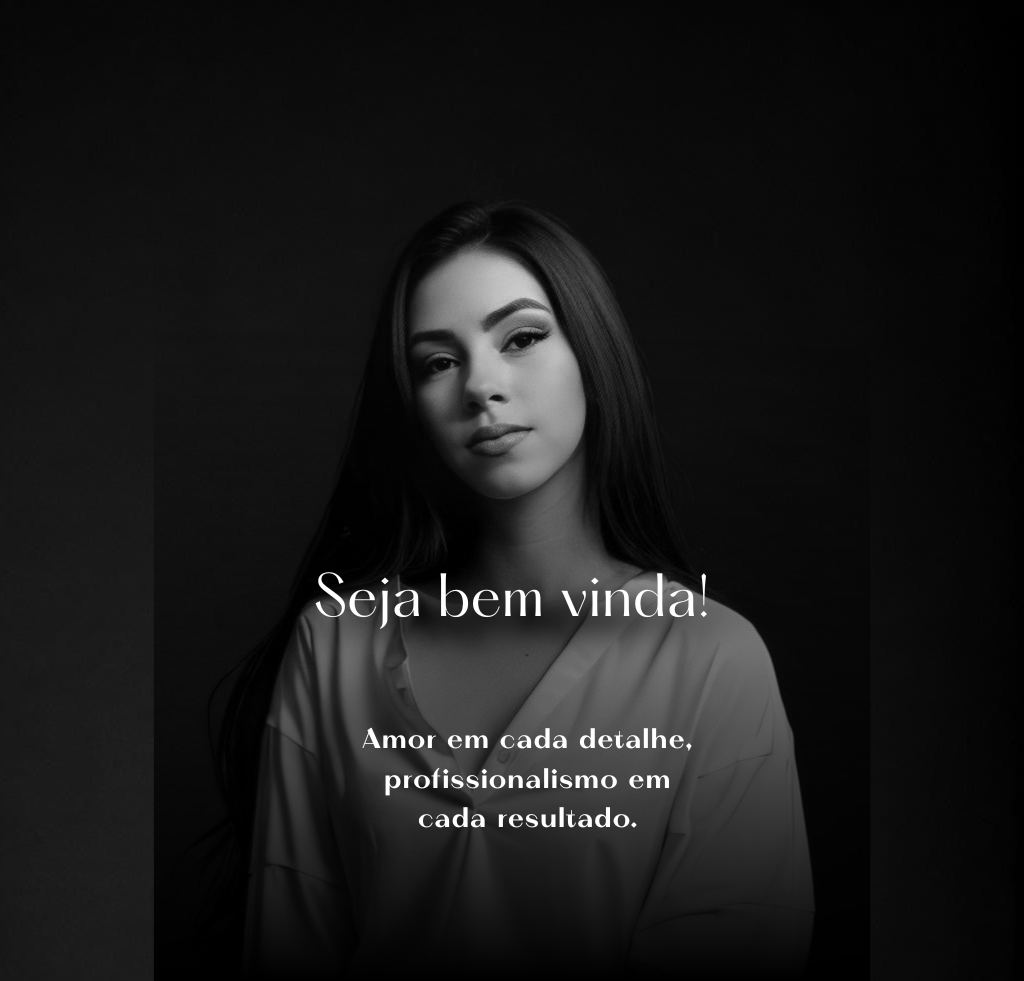 Seja bem vinda!
Amor em cada detalhe,
profissionalismo em
cada resultado.